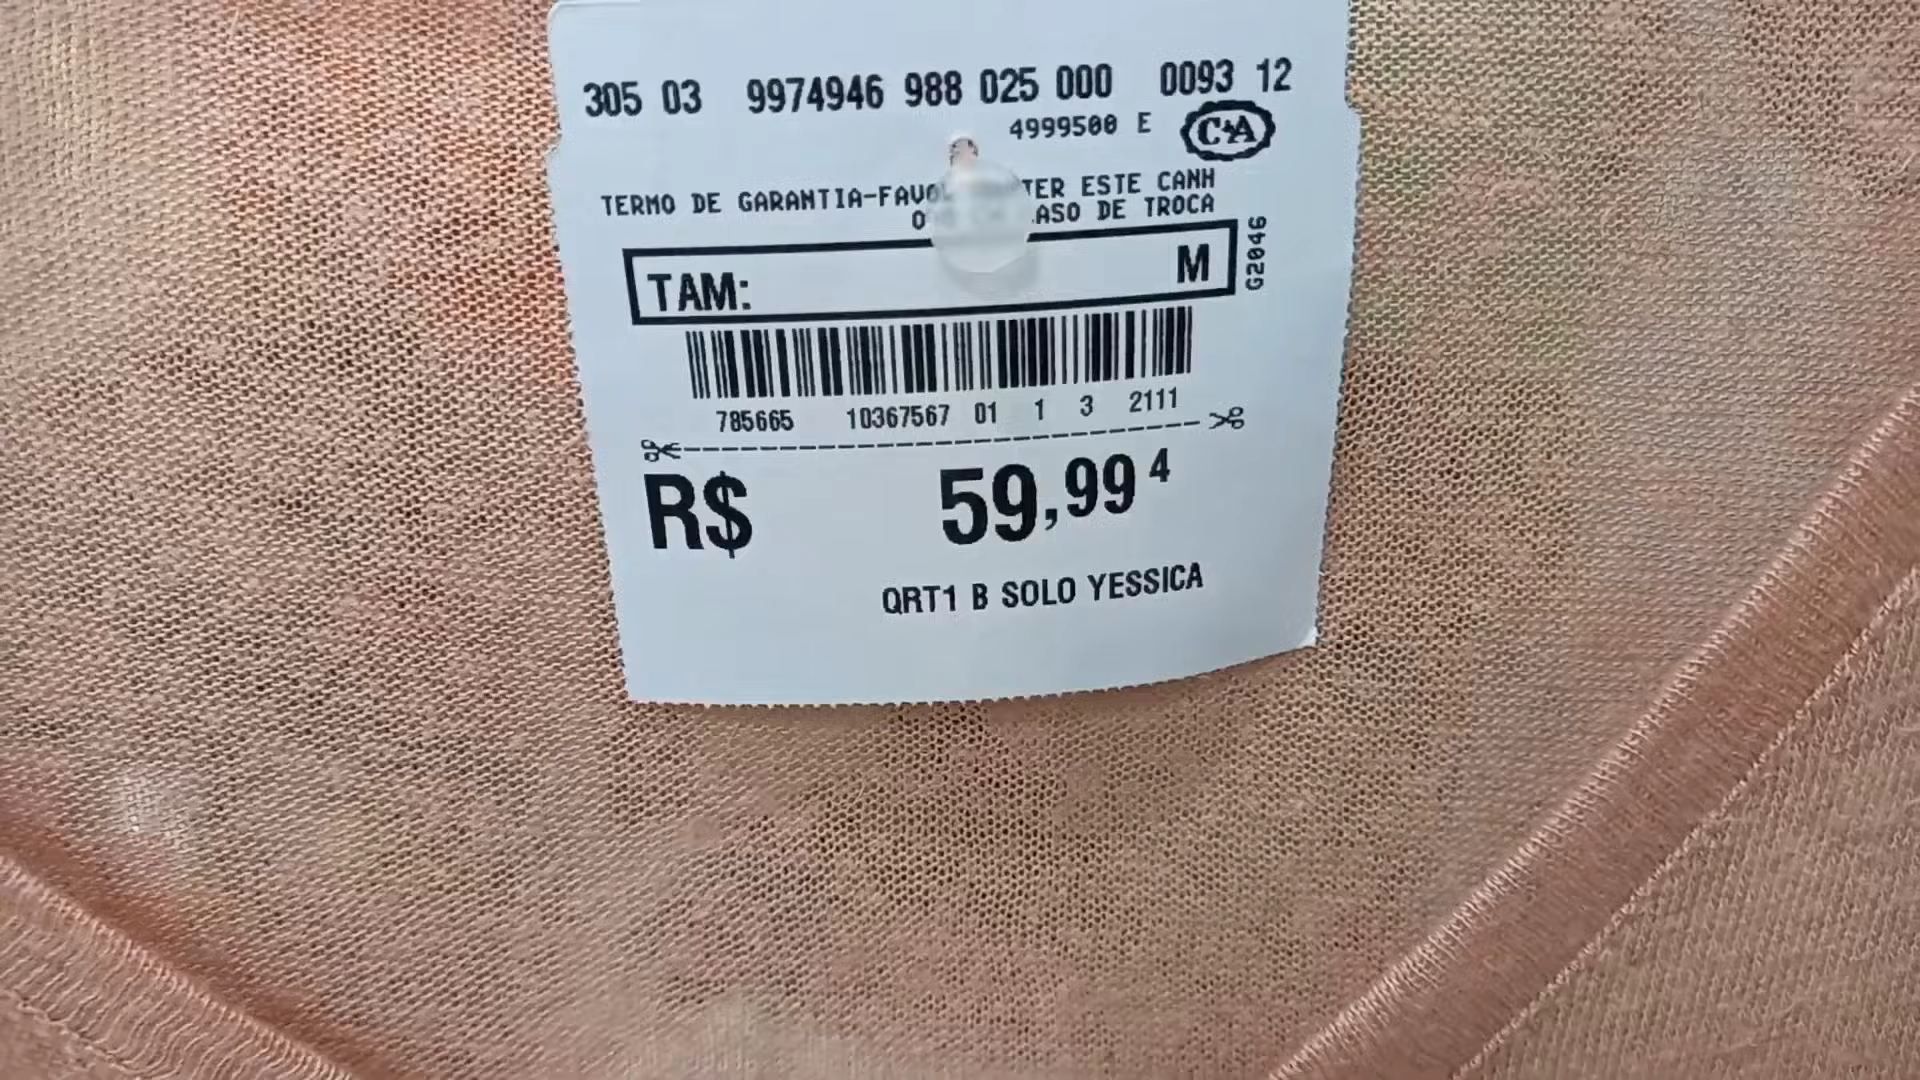 305 03 9974946 988 025 000 0093 12
4999500 E C&A
TERMO DE GARANTIA-FAVO TER ESTE CANH
O ASO DE TROCA
TAM: M
G2046
785665 10367567 01 1 3 2111
R$ 59,99 4
QRT1 B SOLO YESSICA